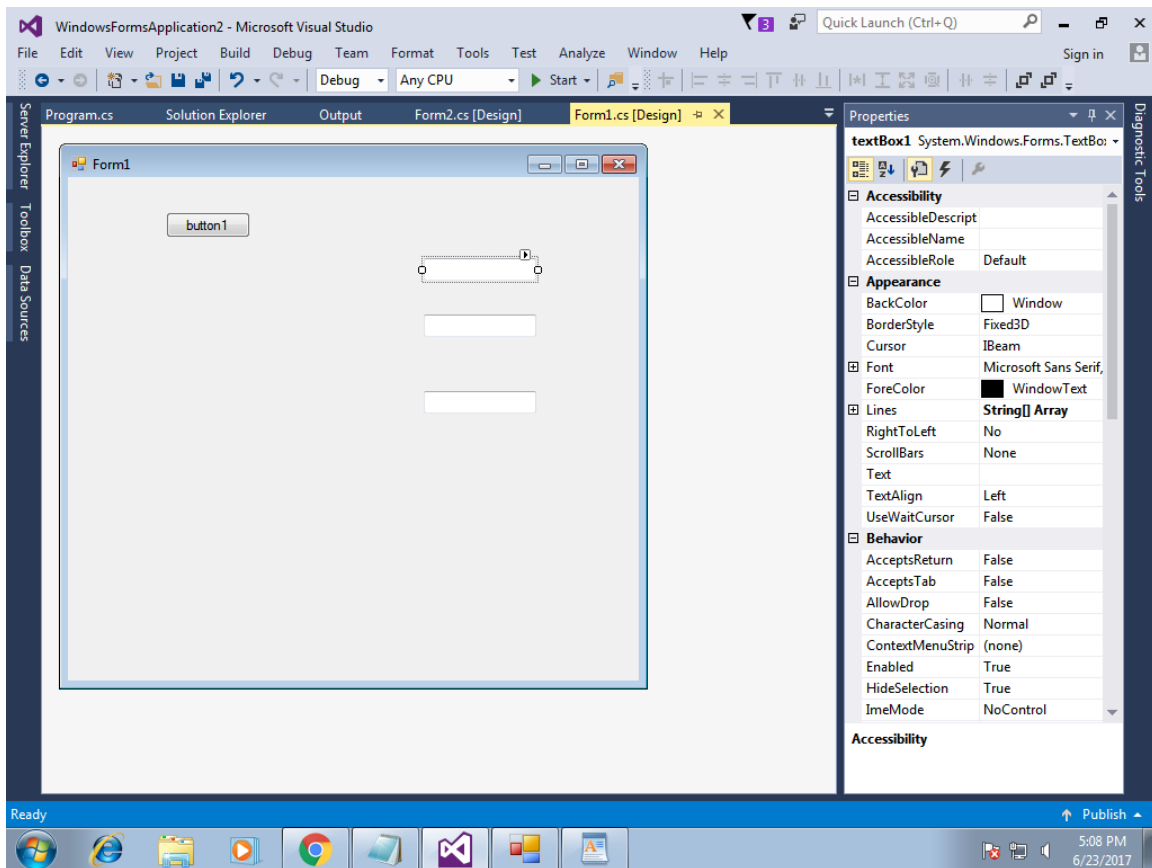 WindowsFormsApplication2 - Microsoft Visual Studio
3
Quick Launch (Ctrl+Q)
File Edit View Project Build Debug Team Format Tools Test Analyze Window Help
Sign in
Debug Any CPU Start
Server Explorer
Toolbox
Data Sources
Program.cs Solution Explorer Output Form2.cs [Design] Form1.cs [Design]
Form1
button1
Properties
textBox1 System.Windows.Forms.TextBo
Accessibility
AccessibleDescript
AccessibleName
AccessibleRole Default
Appearance
BackColor Window
BorderStyle Fixed3D
Cursor IBeam
Font Microsoft Sans Serif,
ForeColor WindowText
Lines String[] Array
RightToLeft No
ScrollBars None
Text
TextAlign Left
UseWaitCursor False
Behavior
AcceptsReturn False
AcceptsTab False
AllowDrop False
CharacterCasing Normal
ContextMenuStrip (none)
Enabled True
HideSelection True
ImeMode NoControl
Accessibility
Diagnostic Tools
Ready
Publish
5:08 PM
6/23/2017